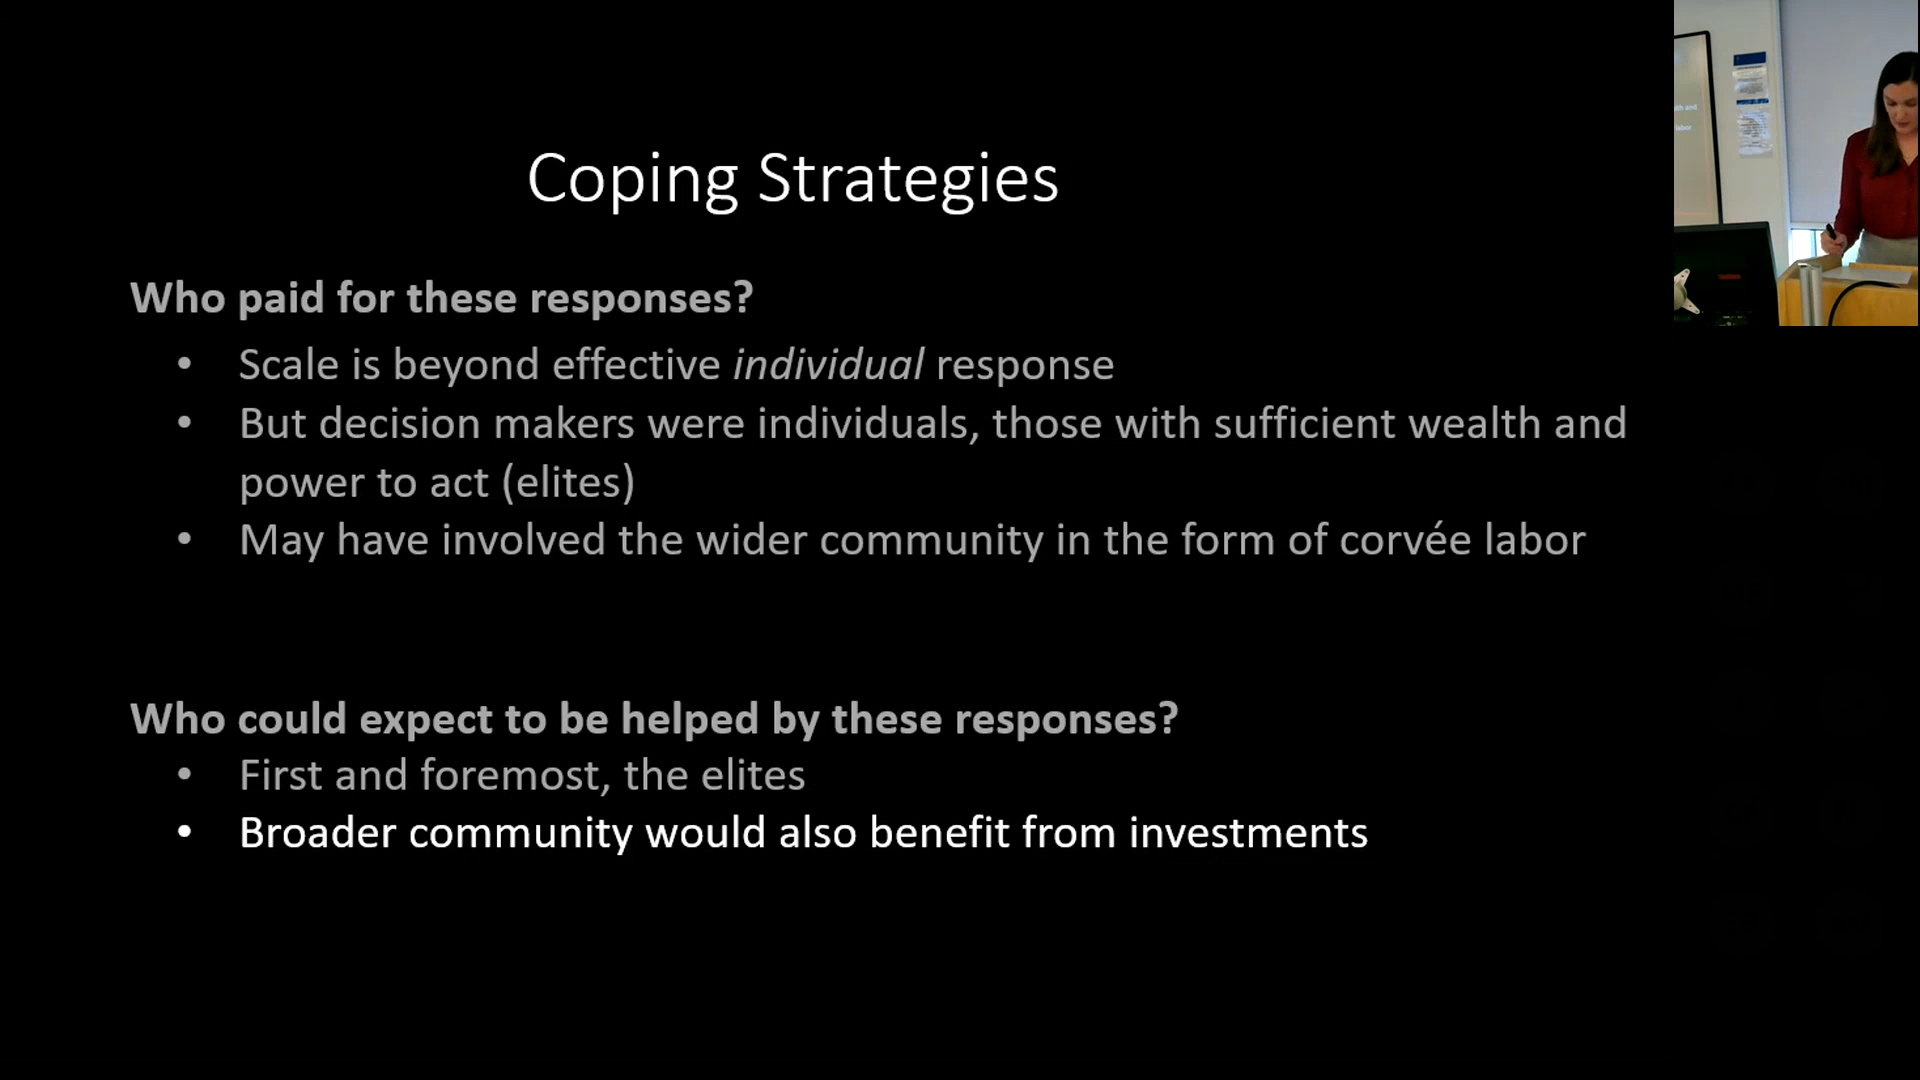 Coping Strategies
Who paid for these responses?
• Scale is beyond effective individual response
• But decision makers were individuals, those with sufficient wealth and
power to act (elites)
• May have involved the wider community in the form of corvée labor
Who could expect to be helped by these responses?
• First and foremost, the elites
• Broader community would also benefit from investments